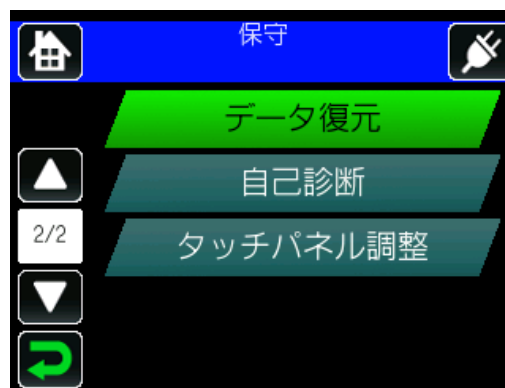 保守
データ復元
自己診断
2/2
タッチパネル調整